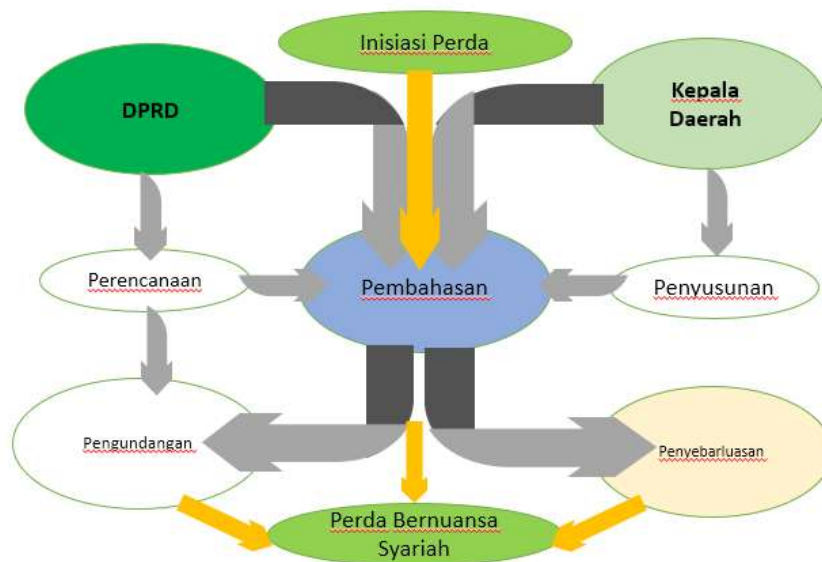 Inisiasi Perda
DPRD
Kepala
Daerah
Perencanaan
Pembahasan
Penyusunan
Pengundangan
Penyebarluasan
Perda Bernuansa
Syariah